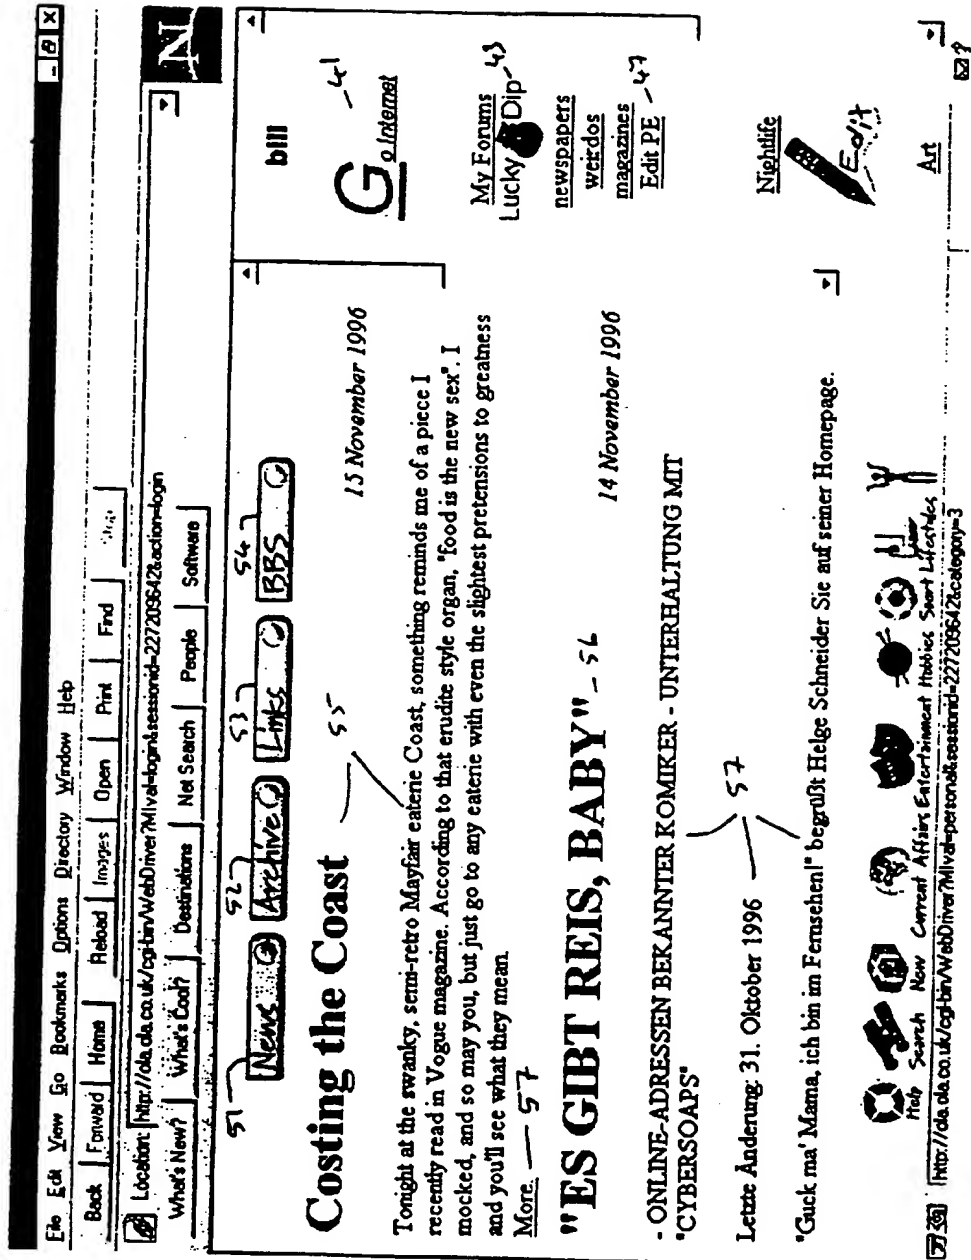 File Edit View Go Bookmarks Options Directory Window Help
Back Forward Home Reload Images Open Print Find
Location: http://ola.ola.co.uk/cgi-bin/WebDriver?MIval=login&sessionid=227209642&action=login
What's New? What's Cool? Destinations Net Search People Software
N
51 52 53 54
News Archive Links BBS
Costing the Coast
55
15 November 1996
Tonight at the swanky, semi-retro Mayfair eaterie Coast, something reminds me of a piece I
recently read in Vogue magazine. According to that erudite style organ, "food is the new sex". I
mocked, and so may you, but just go to any eaterie with even the slightest pretensions to greatness
and you'll see what they mean.
More. 57
"ES GIBT REIS, BABY" - 56
14 November 1996
- ONLINE-ADRESSEN BEKANNTER KOMIKER - UNTERHALTUNG MIT
"CYBERSOAPS"
57
Letzte Änderung: 31. Oktober 1996
"Guck ma' Mama, ich bin im Fernsehen!" begrüßt Helge Schneider Sie auf seiner Homepage.
bill
Go Internet - 41
My Forums
Lucky Dip - 43
newspapers
weirdos
magazines
Edit PE - 47
Nightlife
Edit
Art
Help Search New Current Affairs Entertainment Hobbies Sport Lifestyles
http://ola.ola.co.uk/cgi-bin/WebDriver?MIval=personal&sessionid=227209642&category=3